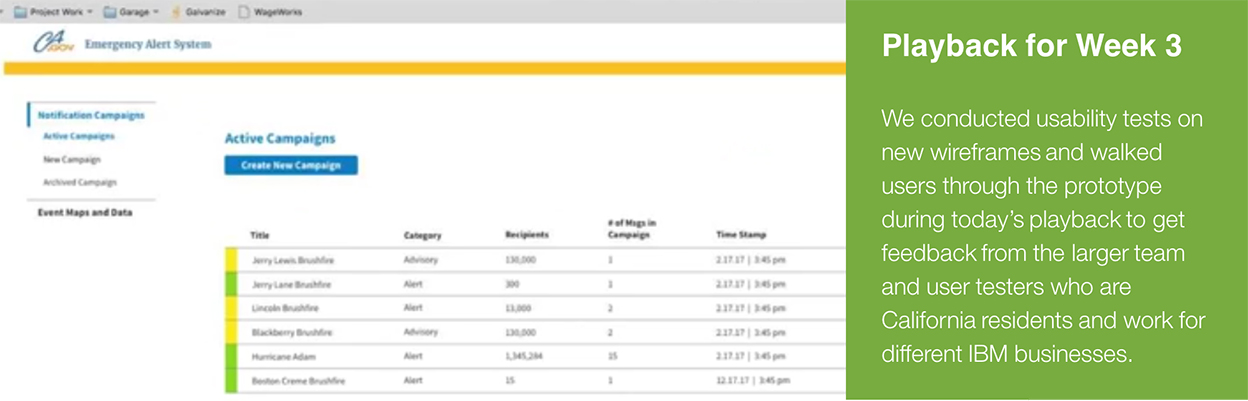 Project Work
Garage
Galvanize
WageWorks
CA.GOV Emergency Alert System
Notification Campaigns
Active Campaigns
New Campaign
Archived Campaign
Event Maps and Data
Active Campaigns
Create New Campaign
Title Category Recipients # of Msgs in Campaign Time Stamp
Jerry Lewis Brushfire Advisory 130,000 1 2.17.17 | 3:45 pm
Jerry Lane Brushfire Alert 300 1 2.17.17 | 3:45 pm
Lincoln Brushfire Alert 13,000 2 2.17.17 | 3:45 pm
Blackberry Brushfire Advisory 130,000 2 2.17.17 | 3:45 pm
Hurricane Adam Alert 1,345,284 15 2.17.17 | 3:45 pm
Boston Creme Brushfire Alert 15 1 12.17.17 | 3:45 pm
Playback for Week 3
We conducted usability tests on
new wireframes and walked
users through the prototype
during today’s playback to get
feedback from the larger team
and user testers who are
California residents and work for
different IBM businesses.